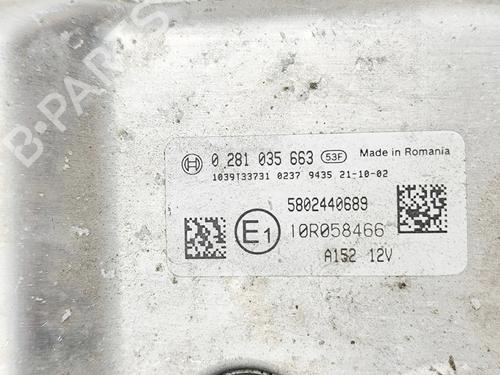 B-PARTS
0 281 035 663 53F Made in Romania
1039T33731 0237 9435 21-10-02
5802440689
E1 10R058466
A152 12V